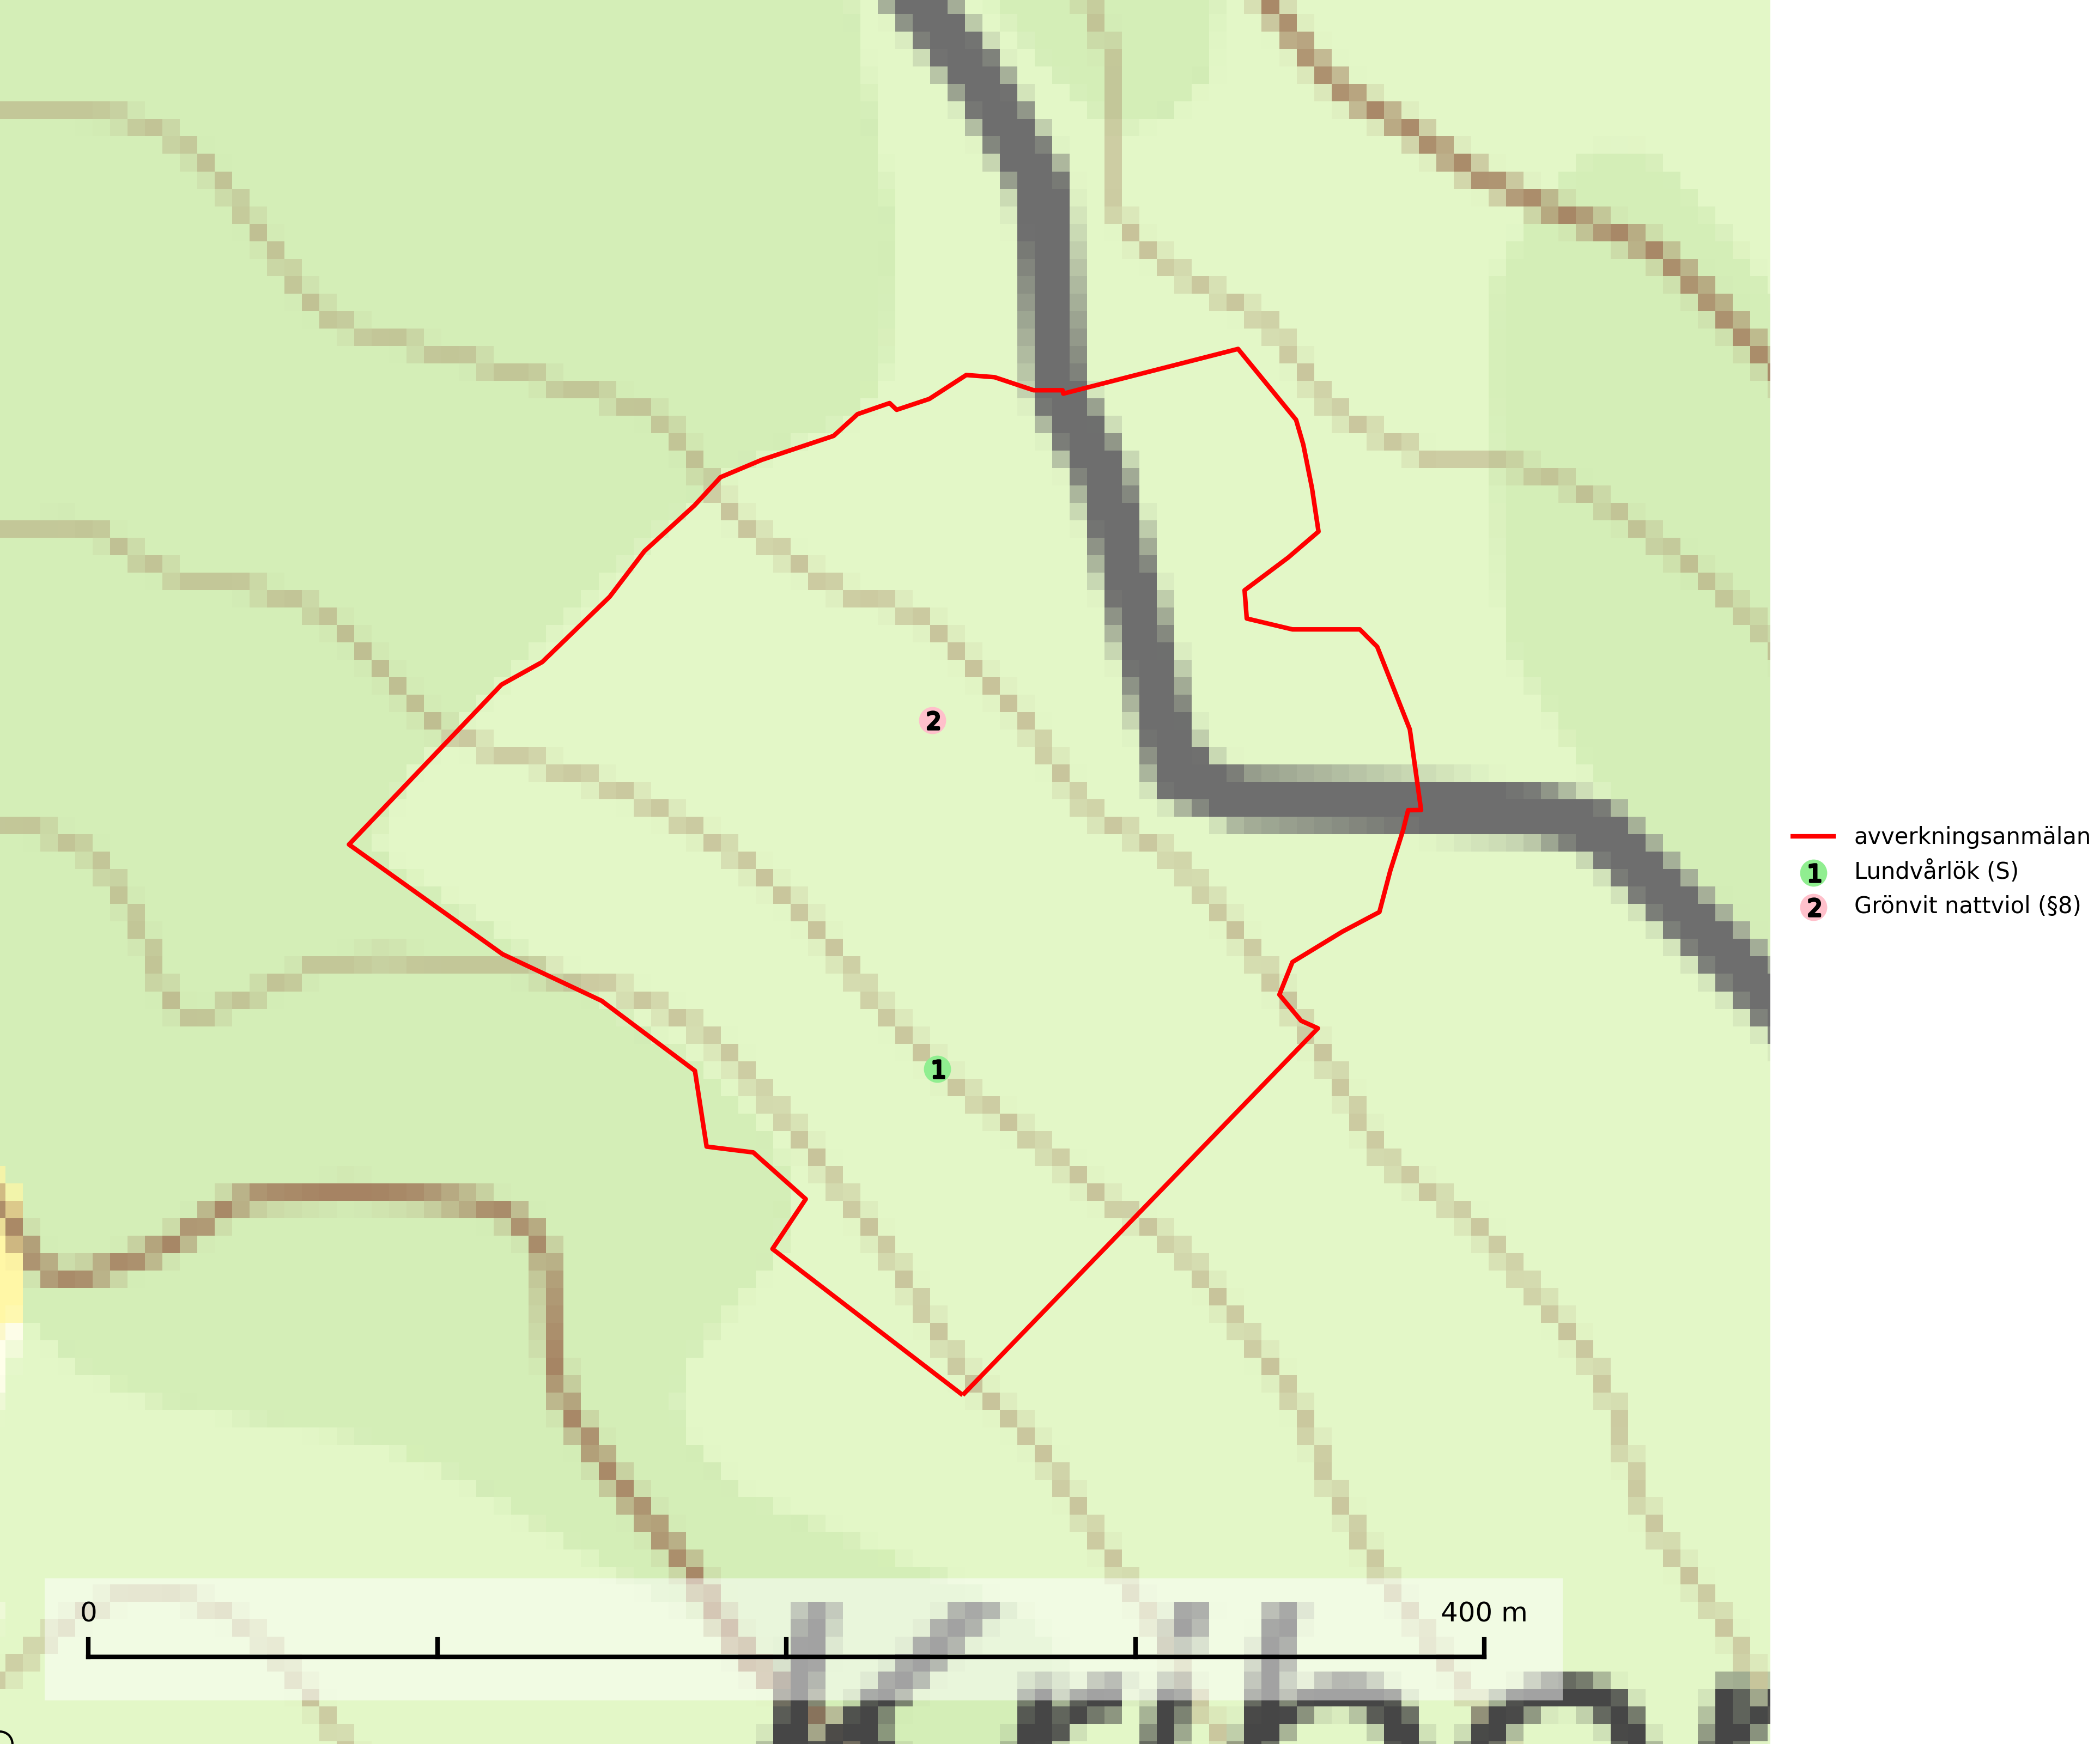 2
1
avverkningsanmälan
1 Lundvårlök (S)
2 Grönvit nattviol (§8)
0 400 m